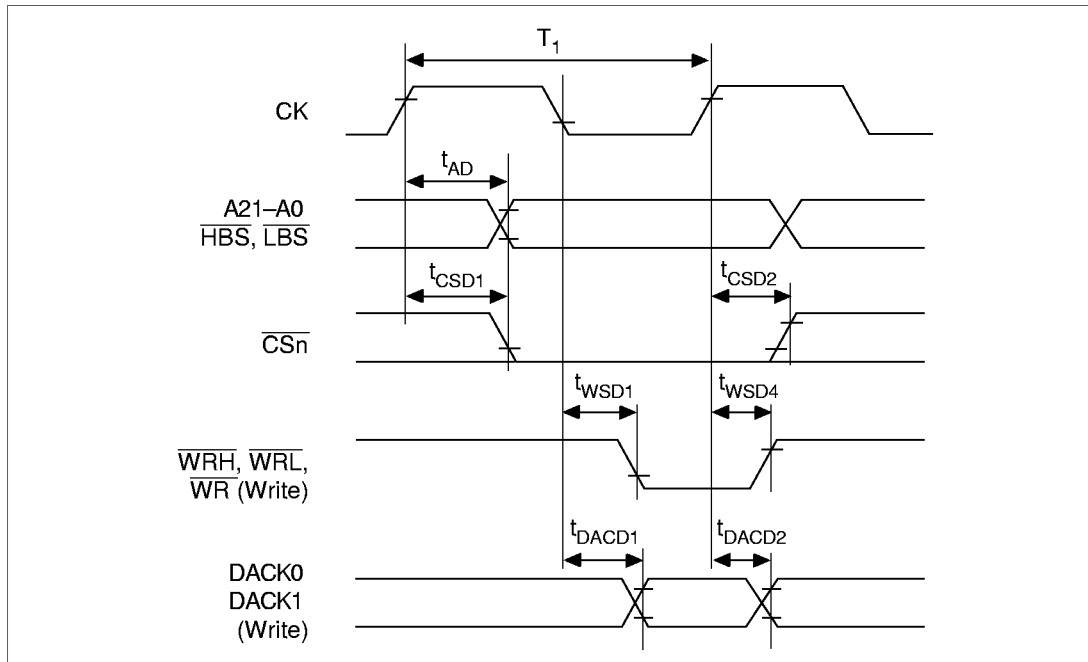 T1
CK
tAD
A21–A0
HBS, LBS
tCSD1
tCSD2
CSn
tWSD1
tWSD4
WRH, WRL,
WR (Write)
tDACD1
tDACD2
DACK0
DACK1
(Write)